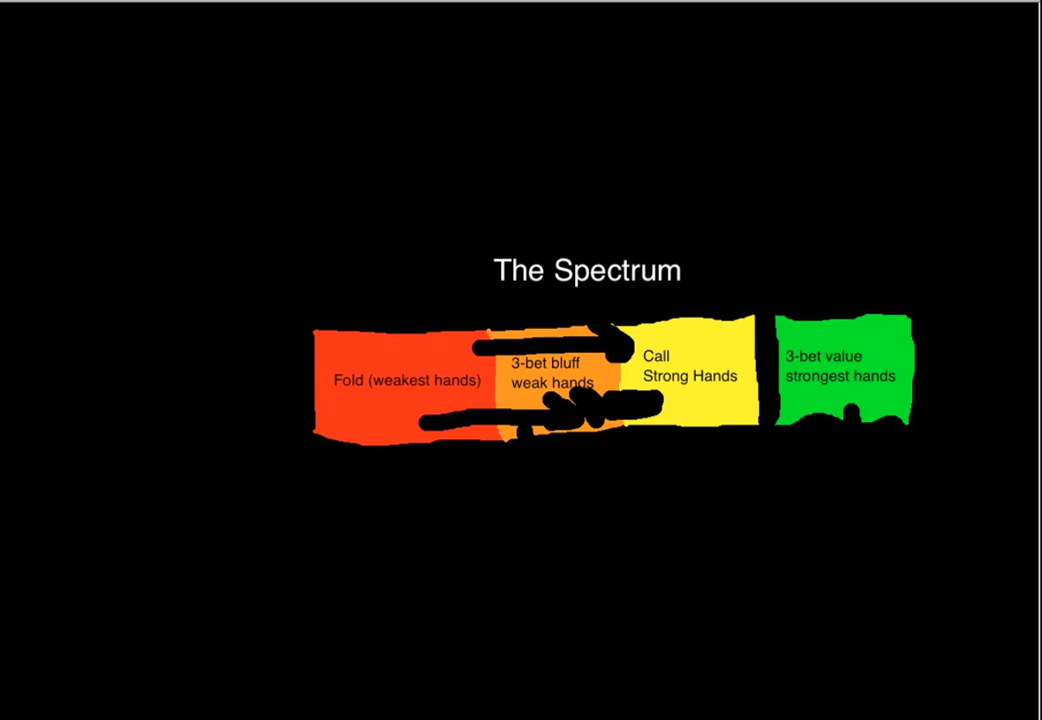 The Spectrum
Fold (weakest hands)
3-bet bluff
weak hands
Call
Strong Hands
3-bet value
strongest hands